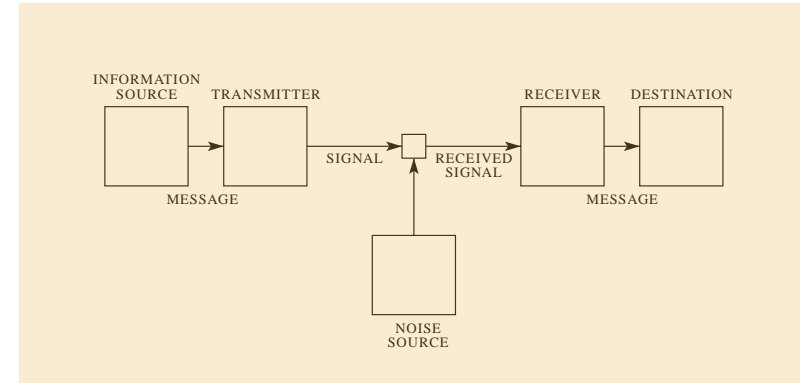 INFORMATION
SOURCE
TRANSMITTER
RECEIVER
DESTINATION
SIGNAL
RECEIVED
SIGNAL
MESSAGE
MESSAGE
NOISE
SOURCE